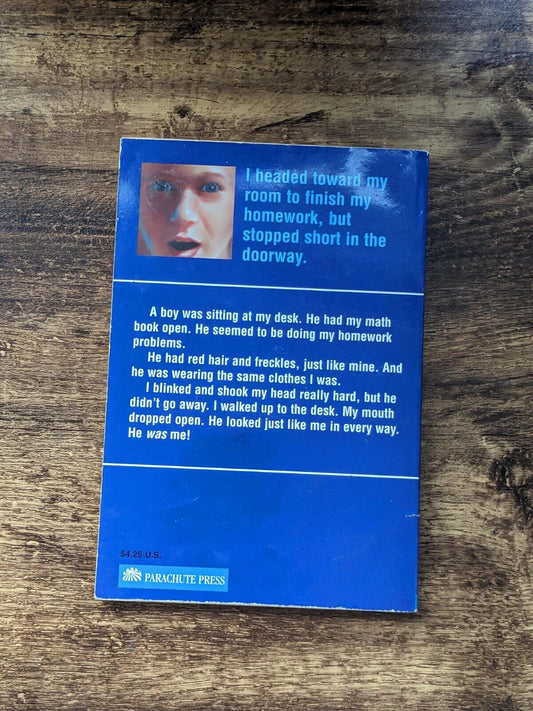 I headed toward my
room to finish my
homework, but
stopped short in the
doorway.
A boy was sitting at my desk. He had my math
book open. He seemed to be doing my homework
problems.
He had red hair and freckles, just like mine. And
he was wearing the same clothes I was.
I blinked and shook my head really hard, but he
didn't go away. I walked up to the desk. My mouth
dropped open. He looked just like me in every way.
He was me!
$4.25 U.S.
PARACHUTE PRESS